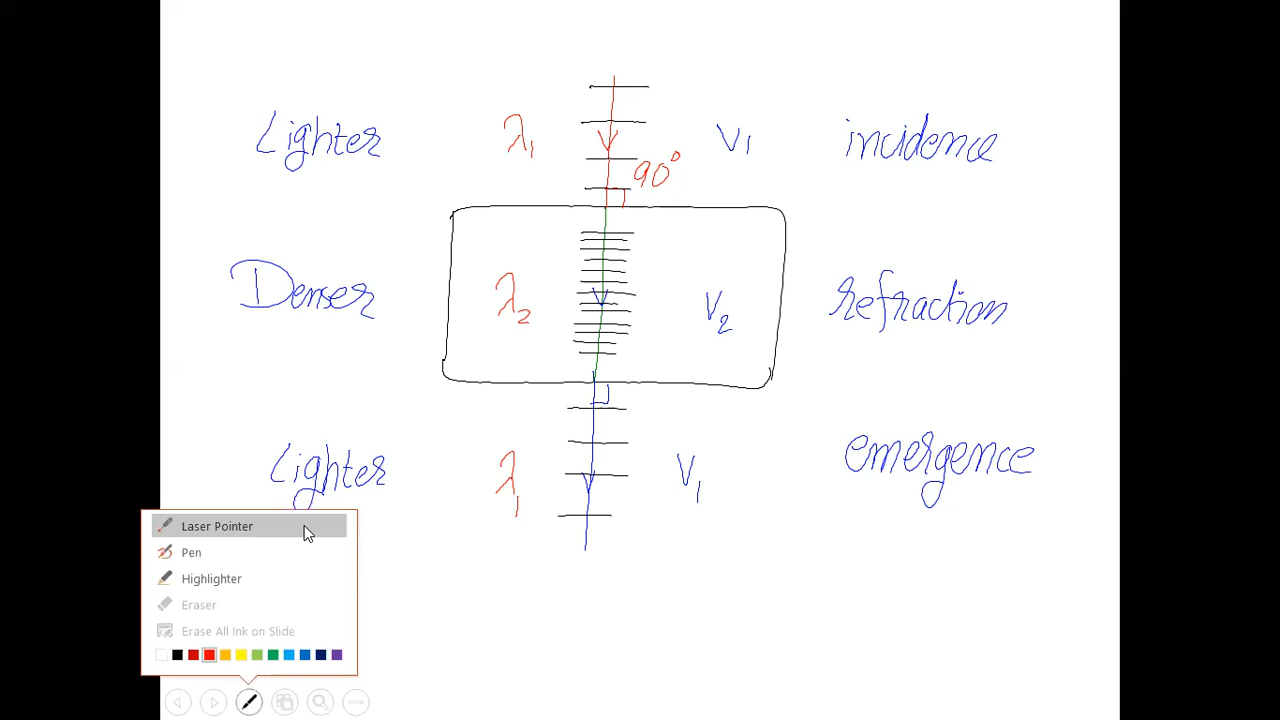 Lighter λ1 V1 incidence
90°
Denser λ2 V2 refraction
Lighter λ1 V1 emergence
Laser Pointer
Pen
Highlighter
Eraser
Erase All Ink on Slide